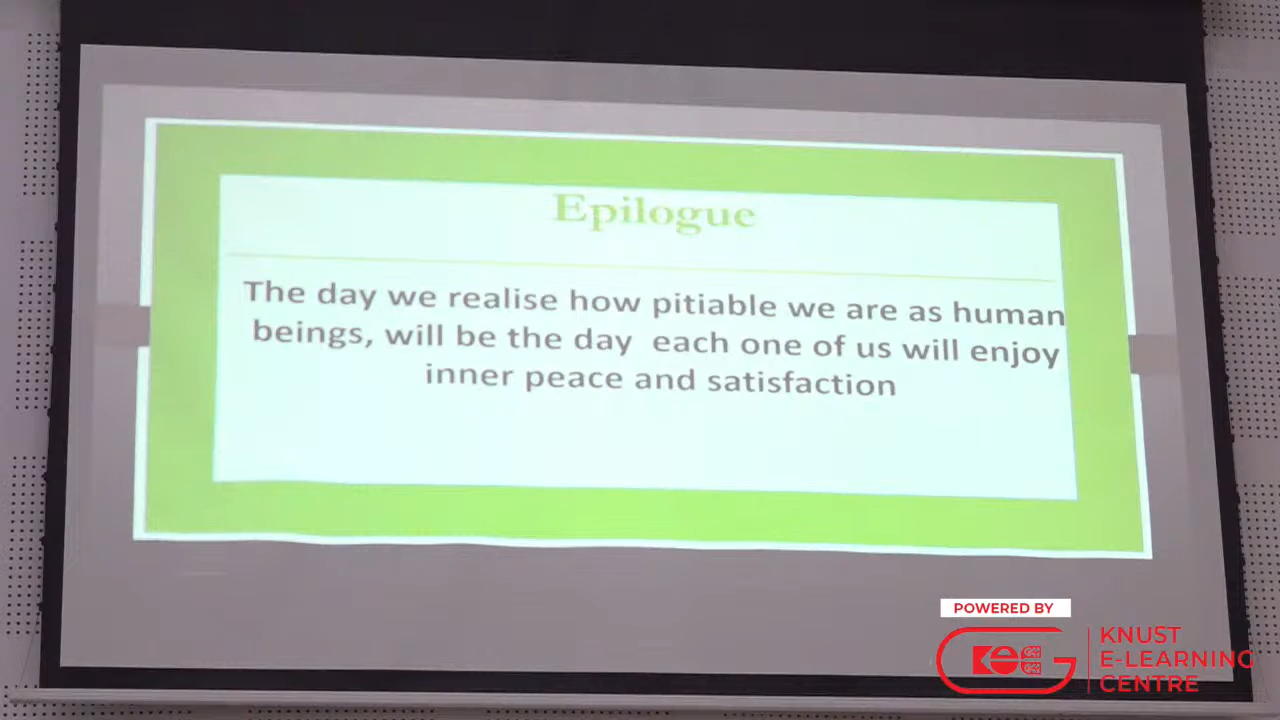 Epilogue
The day we realise how pitiable we are as human
beings, will be the day each one of us will enjoy
inner peace and satisfaction
POWERED BY
KNUST
E-LEARNING
CENTRE